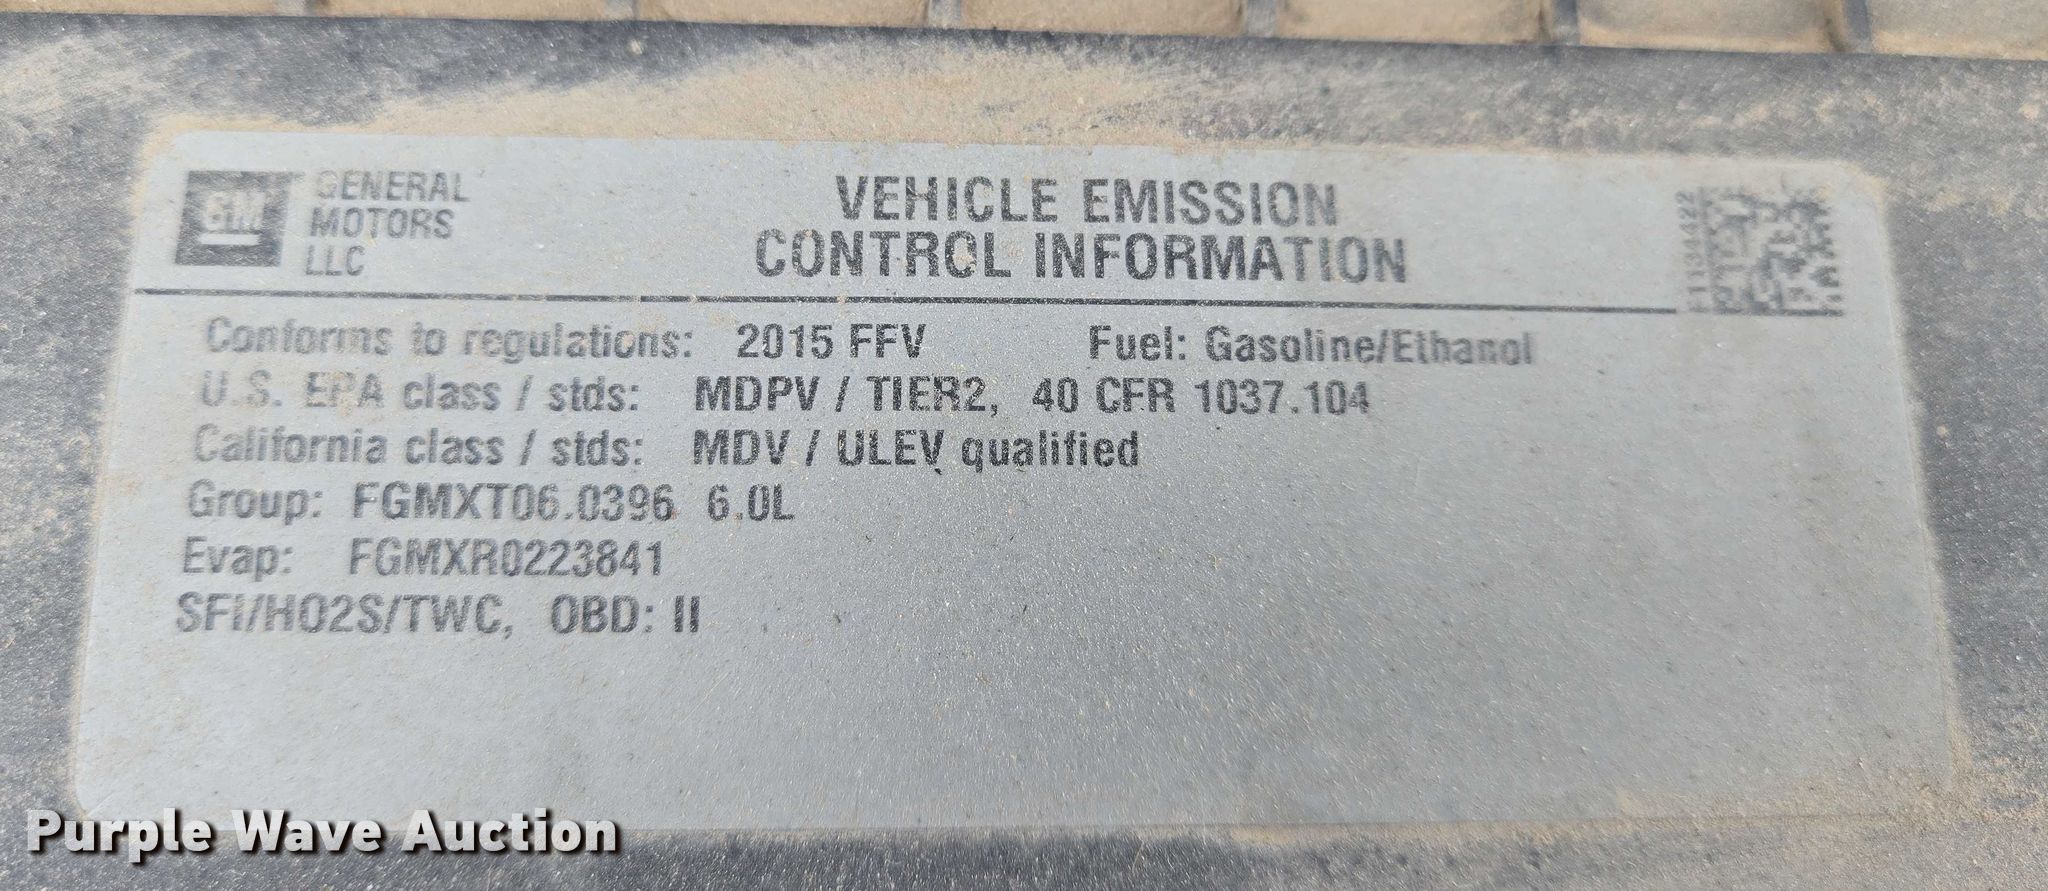 GM
GENERAL
MOTORS
LLC
VEHICLE EMISSION
CONTROL INFORMATION
Conforms to regulations: 2015 FFV Fuel: Gasoline/Ethanol
U.S. EPA class / stds: MDPV / TIER2, 40 CFR 1037.104
California class / stds: MDV / ULEV qualified
Group: FGMXT06.0396 6.0L
Evap: FGMXR0223841
SFI/HO2S/TWC, OBD: II
Purple Wave Auction